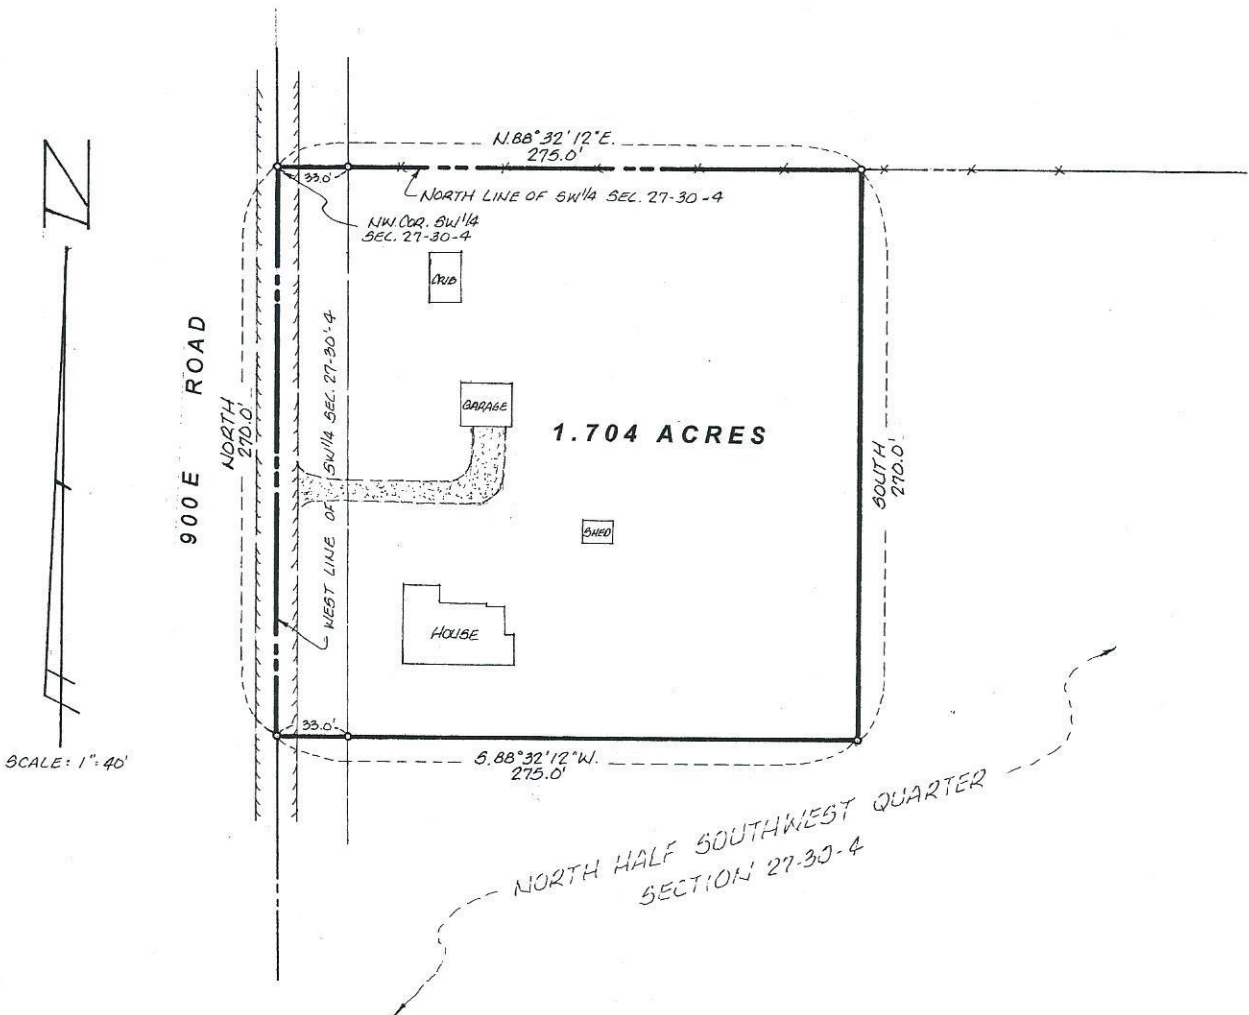 N.88°32'12"E.
275.0'
33.0'
NORTH LINE OF SW1/4 SEC. 27-30-4
NW. COR. SW1/4
SEC. 27-30-4
CRIB
900E ROAD
NORTH
270.0'
WEST LINE OF SW1/4 SEC. 27-30-4
GARAGE
1.704 ACRES
SOUTH
270.0'
SHED
HOUSE
33.0'
S.88°32'12"W.
275.0'
SCALE: 1"=40'
NORTH HALF SOUTHWEST QUARTER
SECTION 27-30-4
N